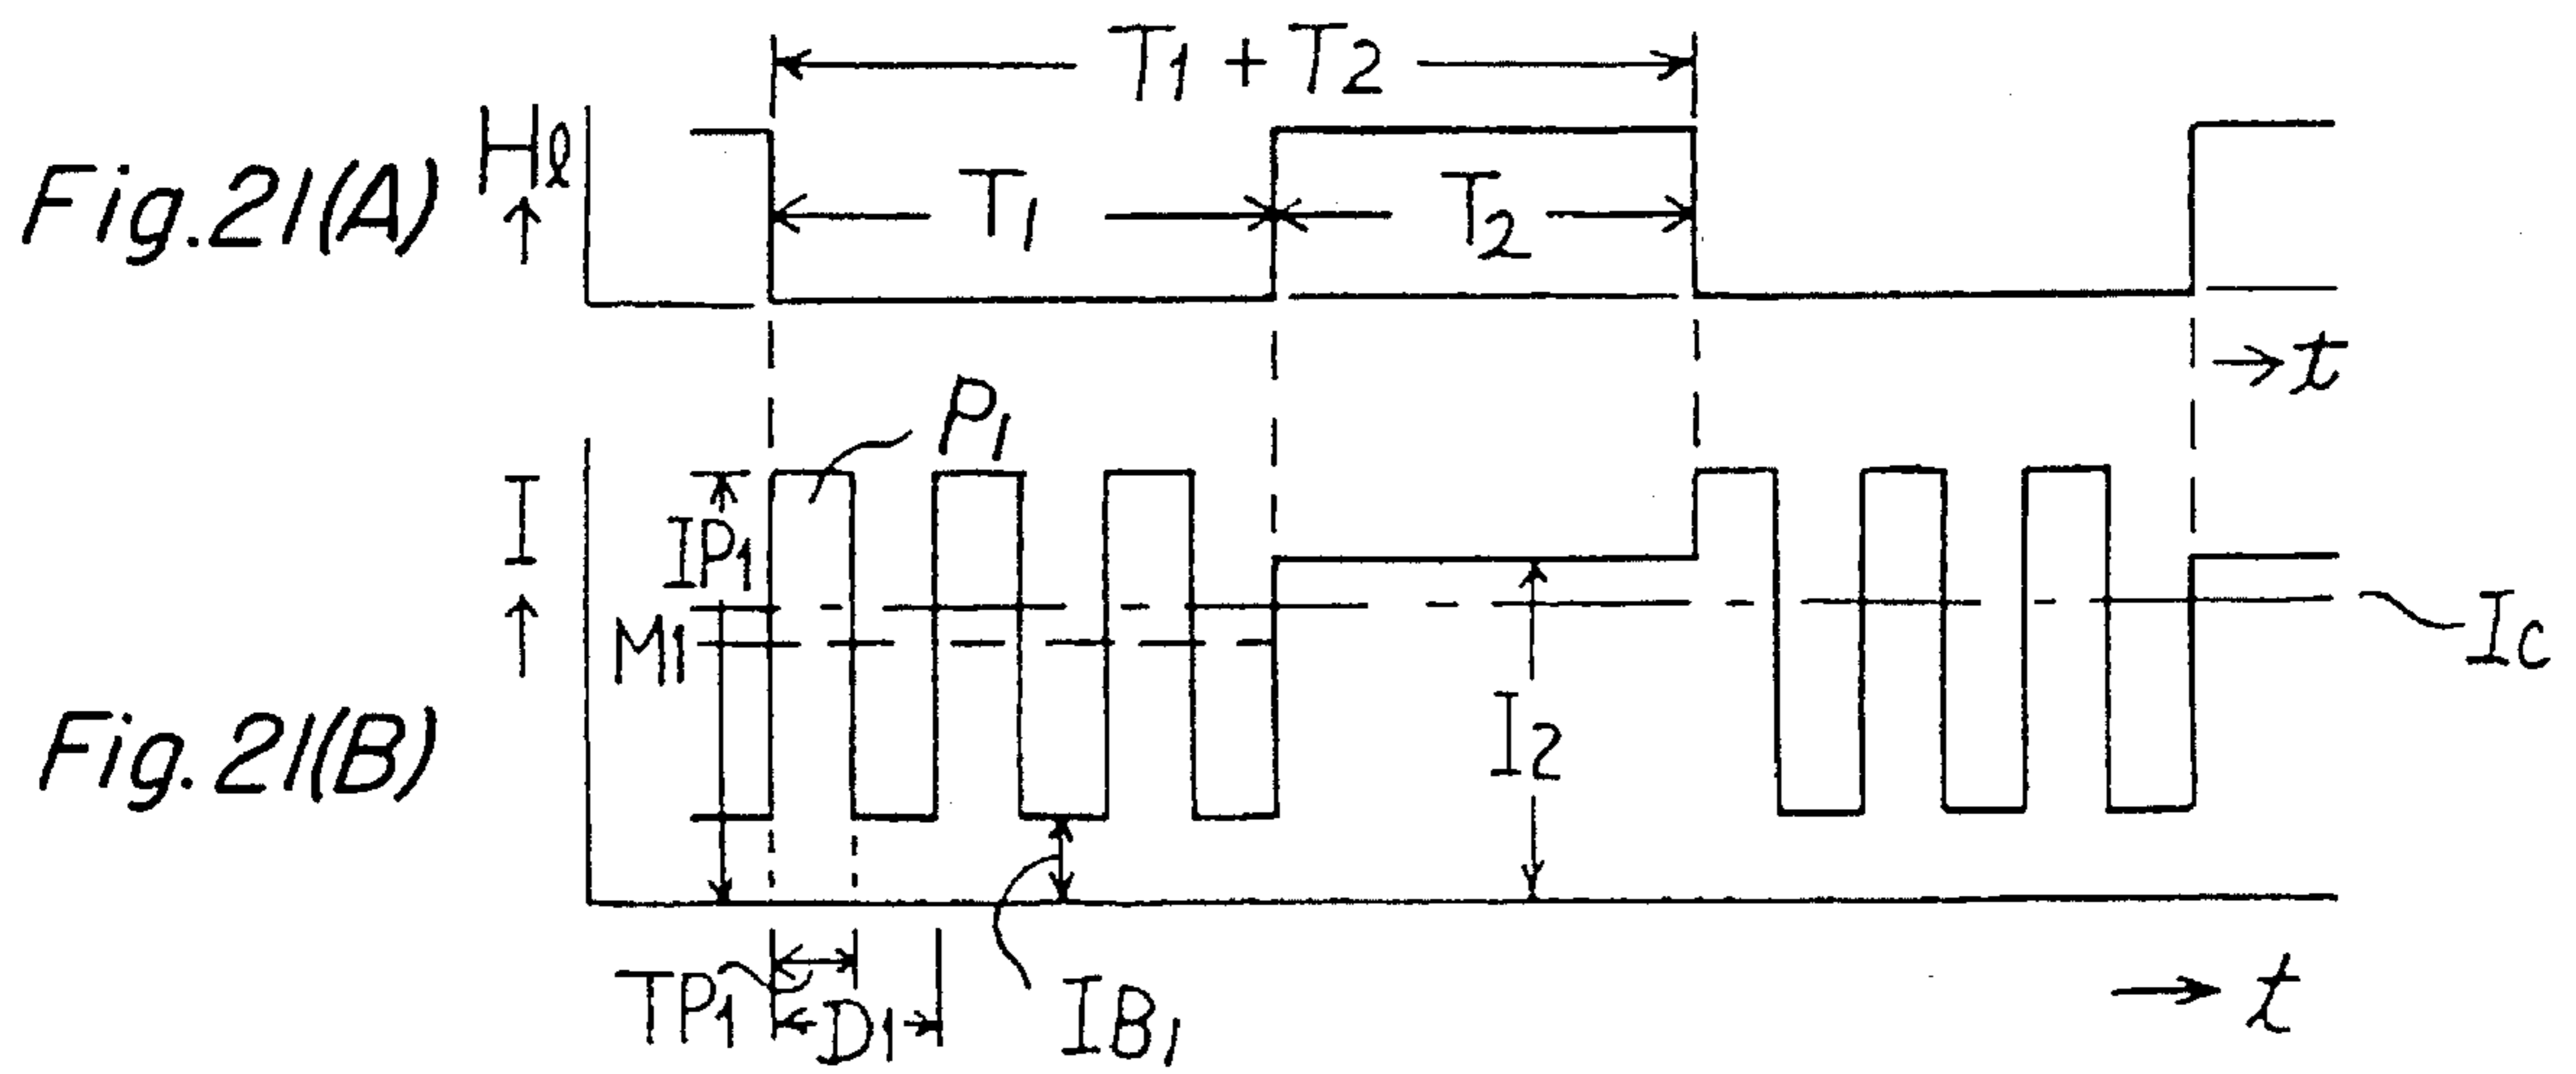 T1 + T2
Fig.21(A)
Hl
T1
T2
t
P1
I
IP1
M1
Ic
I2
Fig.21(B)
TP1
D1
IB1
t